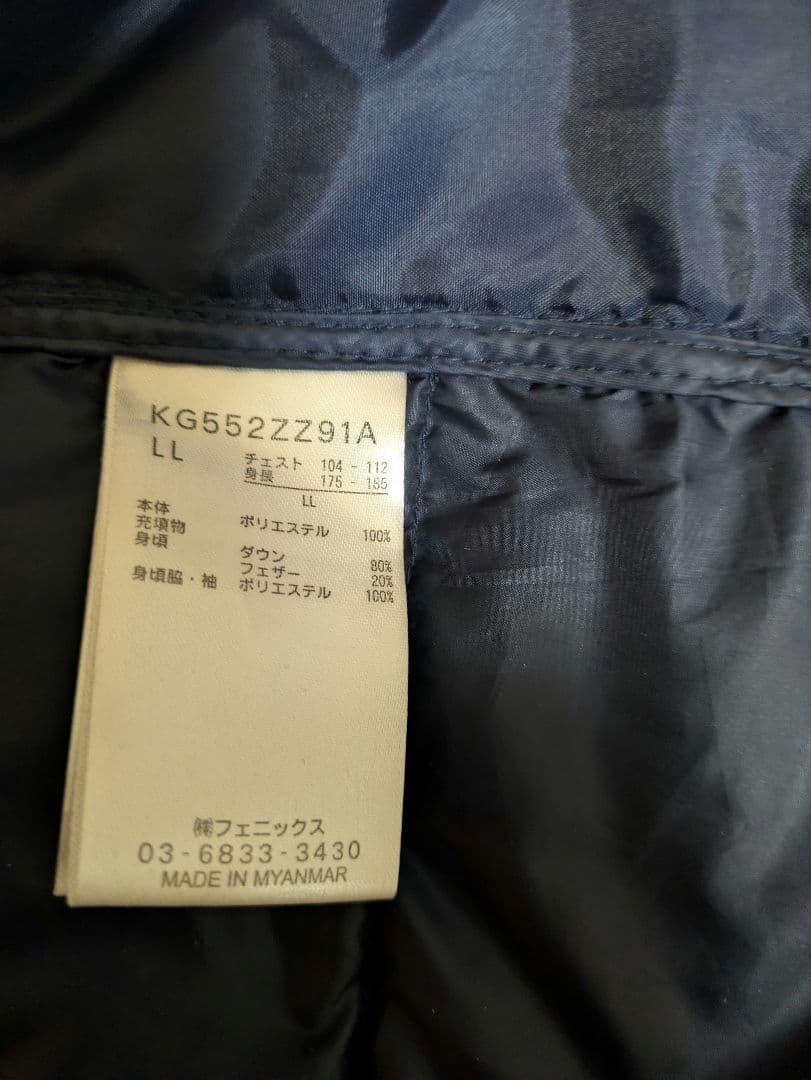 KG552ZZ91A
LL
チェスト 104 - 112
身長 175 - 185
LL
本体 ポリエステル 100%
充填物
身頃 ダウン 80%
フェザー 20%
身頃脇・袖 ポリエステル 100%
㈱フェニックス
03-6833-3430
MADE IN MYANMAR